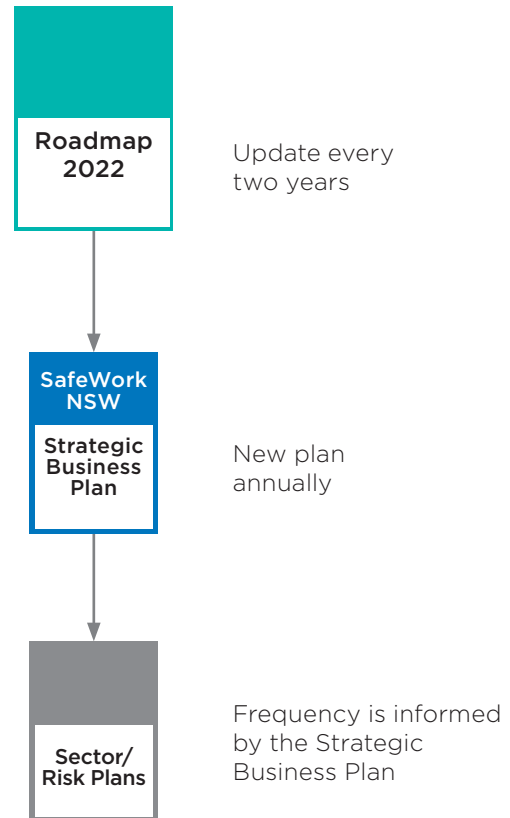 Roadmap
2022
Update every
two years
SafeWork
NSW
Strategic
Business
Plan
New plan
annually
Sector/
Risk Plans
Frequency is informed
by the Strategic
Business Plan